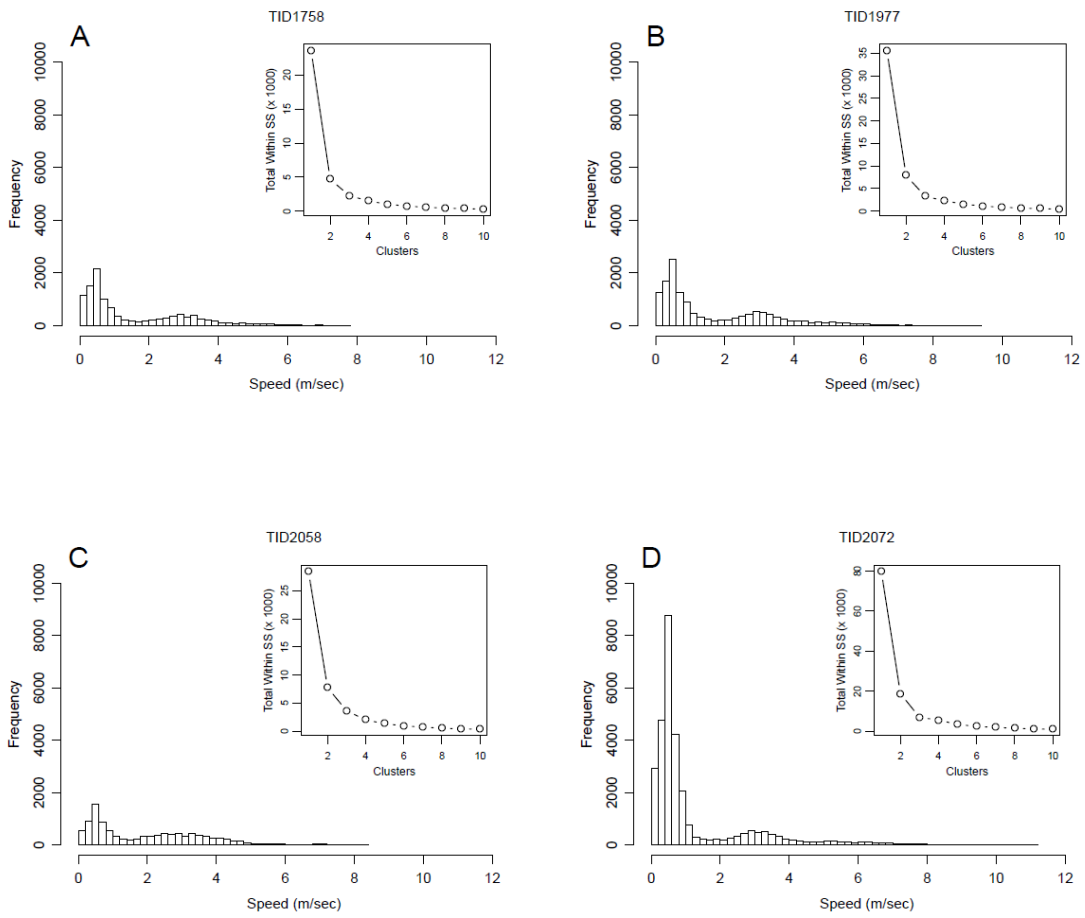 A
TID1758
10000
8000
6000
4000
2000
0
Frequency
0 2 4 6 8 10 12
Speed (m/sec)
20
15
10
5
0
Total Within SS (x 1000)
2 4 6 8 10
Clusters
B
TID1977
10000
8000
6000
4000
2000
0
Frequency
0 2 4 6 8 10 12
Speed (m/sec)
35
30
25
20
15
10
5
0
Total Within SS (x 1000)
2 4 6 8 10
Clusters
C
TID2058
10000
8000
6000
4000
2000
0
Frequency
0 2 4 6 8 10 12
Speed (m/sec)
25
20
15
10
5
0
Total Within SS (x 1000)
2 4 6 8 10
Clusters
D
TID2072
10000
8000
6000
4000
2000
0
Frequency
0 2 4 6 8 10 12
Speed (m/sec)
80
60
40
20
0
Total Within SS (x 1000)
2 4 6 8 10
Clusters